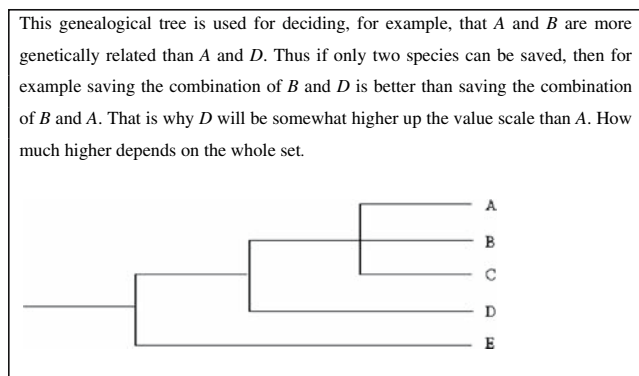 This genealogical tree is used for deciding, for example, that A and B are more
genetically related than A and D. Thus if only two species can be saved, then for
example saving the combination of B and D is better than saving the combination
of B and A. That is why D will be somewhat higher up the value scale than A. How
much higher depends on the whole set.
A
B
C
D
E